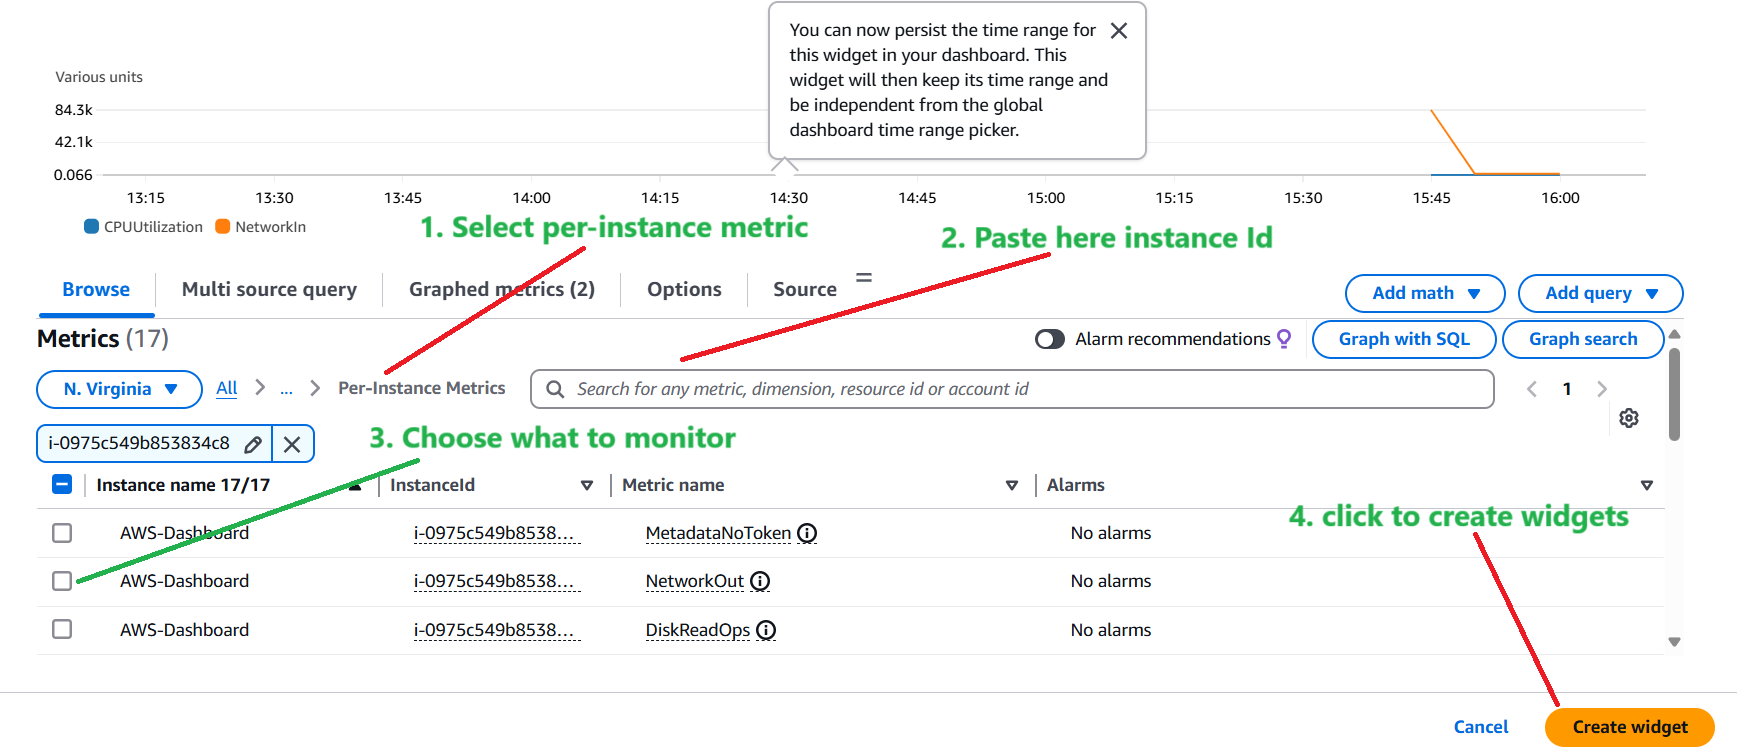 You can now persist the time range for
this widget in your dashboard. This
widget will then keep its time range and
be independent from the global
dashboard time range picker.
Various units
84.3k
42.1k
0.066
13:15 13:30 13:45 14:00 14:15 14:30 14:45 15:00 15:15 15:30 15:45 16:00
CPUUtilization NetworkIn
1. Select per-instance metric
2. Paste here instance Id
Browse Multi source query Graphed metrics (2) Options Source
Add math Add query
Metrics (17)
Alarm recommendations Graph with SQL Graph search
N. Virginia All ... Per-Instance Metrics Search for any metric, dimension, resource id or account id 1
i-0975c549b853834c8
3. Choose what to monitor
Instance name 17/17 InstanceId Metric name Alarms
4. click to create widgets
AWS-Dashboard i-0975c549b8538... MetadataNoToken No alarms
AWS-Dashboard i-0975c549b8538... NetworkOut No alarms
AWS-Dashboard i-0975c549b8538... DiskReadOps No alarms
Cancel Create widget